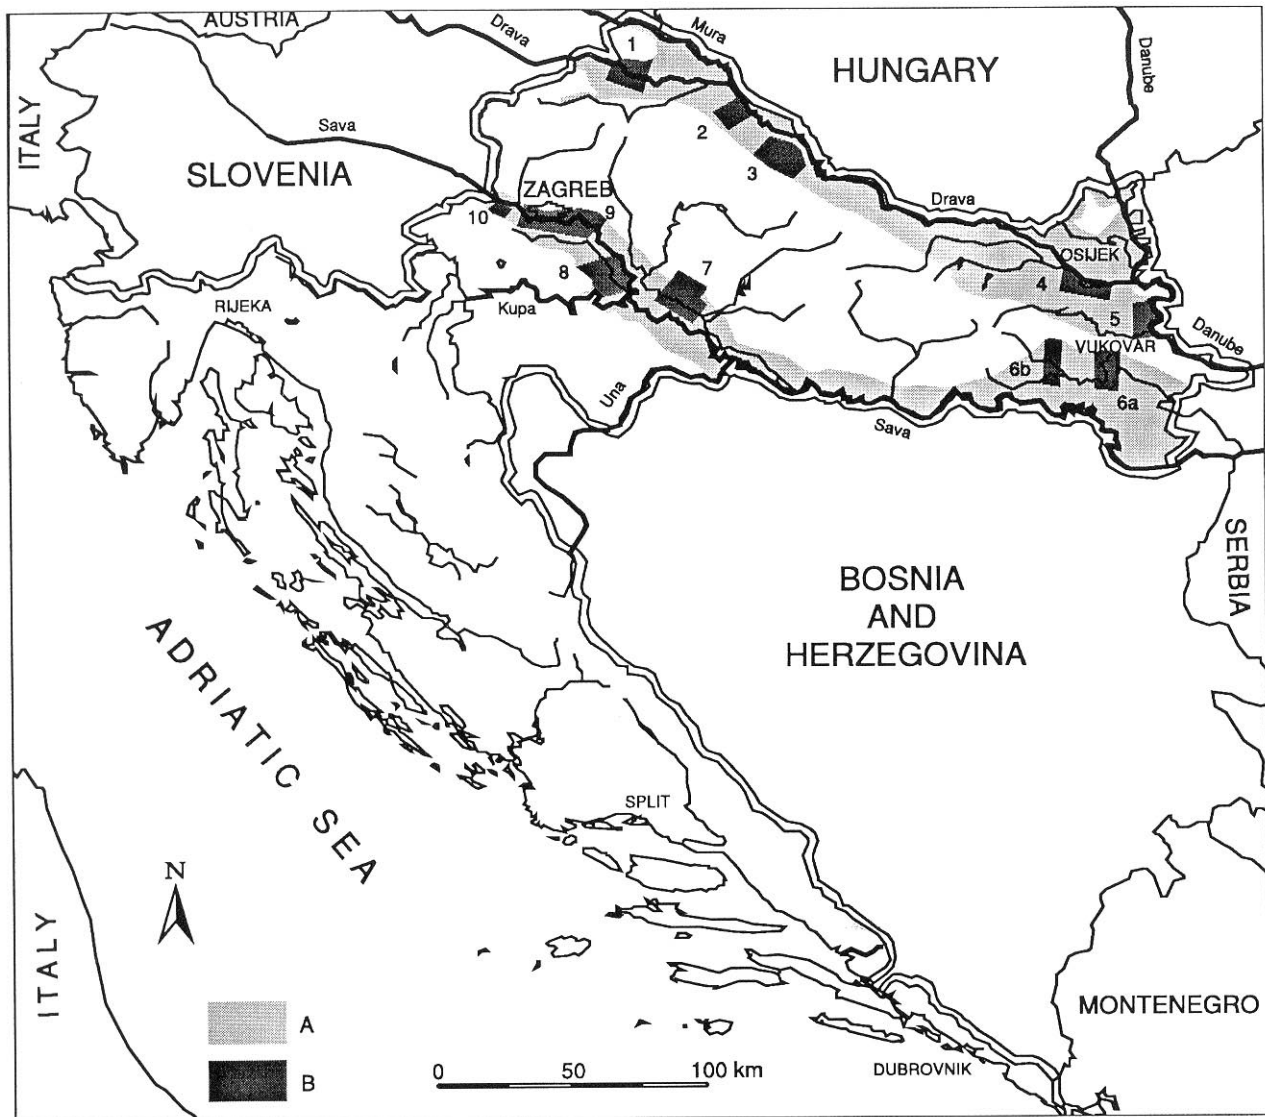 AUSTRIA
Drava
Mura
1
HUNGARY
Danube
ITALY
Sava
SLOVENIA
2
3
ZAGREB
9
10
Drava
OSIJEK
8
7
4
5
RIJEKA
Kupa
Danube
VUKOVAR
6b
6a
Una
Sava
SERBIA
BOSNIA
AND
HERZEGOVINA
ADRIATIC SEA
SPLIT
N
ITALY
MONTENEGRO
A
B
0
50
100 km
DUBROVNIK